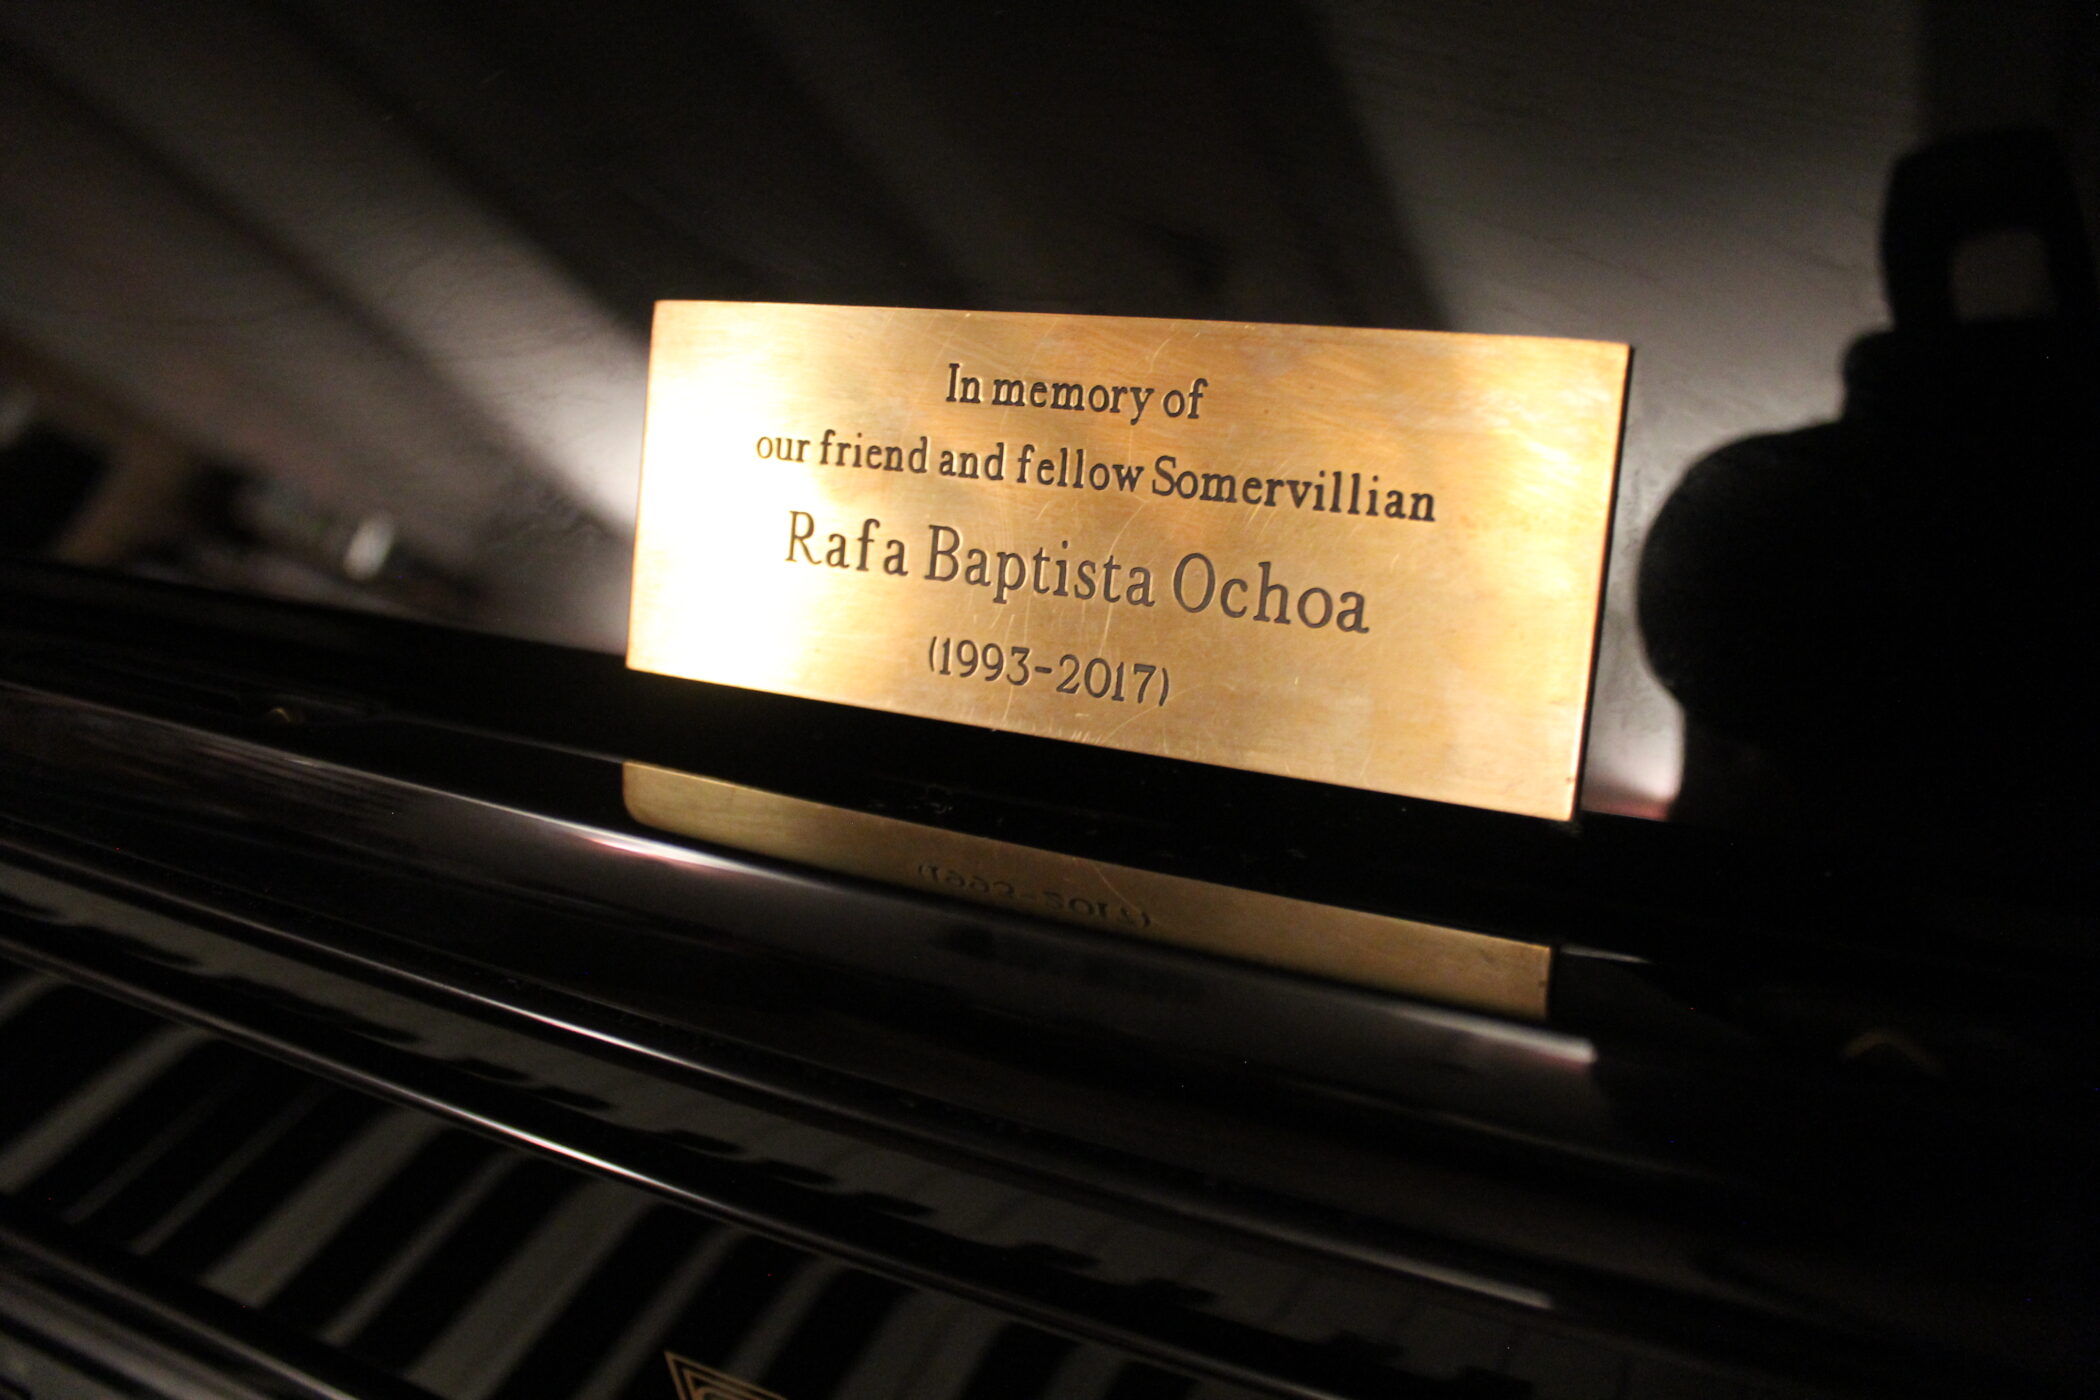 In memory of
our friend and fellow Somervillian
Rafa Baptista Ochoa
(1993-2017)